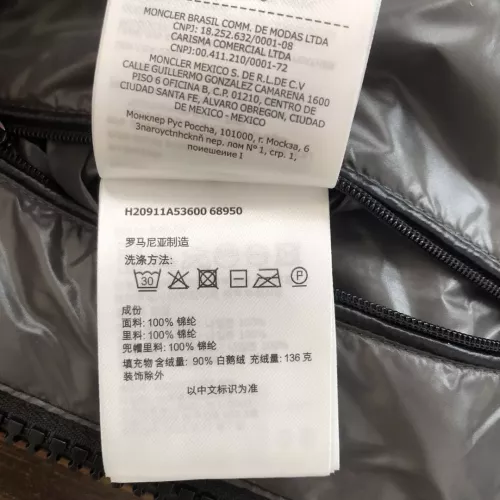 MONCLER BRASIL COMM. DE MODAS LTDA
CNPJ: 18.252.632/0001-08
CARISMA COMERCIAL LTDA
CNPJ:00.411.210/0001-72
MONCLER MEXICO S. DE R.L.DE C.V
CALLE GUILLERMO GONZALEZ CAMARENA 1600
PISO 6 OFICINA B, C.P. 01210, CENTRO DE
CIUDAD SANTA FE, ALVARO OBREGON, CIUDAD
DE MEXICO - MEXICO
Монклер Рус Россha, 101000, г. Москва, 6
Зnaroyctnhcкnй пер. лом № 1, стр. 1,
поиешение I
H20911A53600 68950
罗马尼亚制造
洗涤方法:
30
P
成份
面料: 100% 锦纶
里料: 100% 锦纶
兜帽里料: 100% 锦纶
填充物 含绒量: 90% 白鹅绒 充绒量: 136 克
装饰除外
以中文标识为准